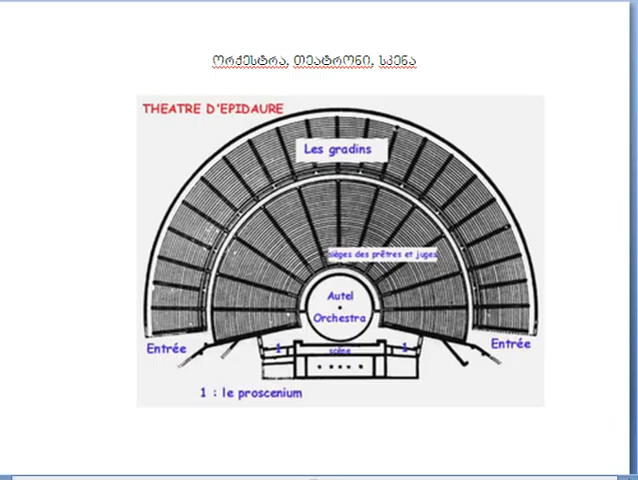 ორქესტრა, თეატრონი, სკენა
THEATRE D'EPIDAURE
Les gradins
sièges des prêtres et juges
Autel
Orchestra
Entrée
Entrée
1
scène
1
1 : le proscenium